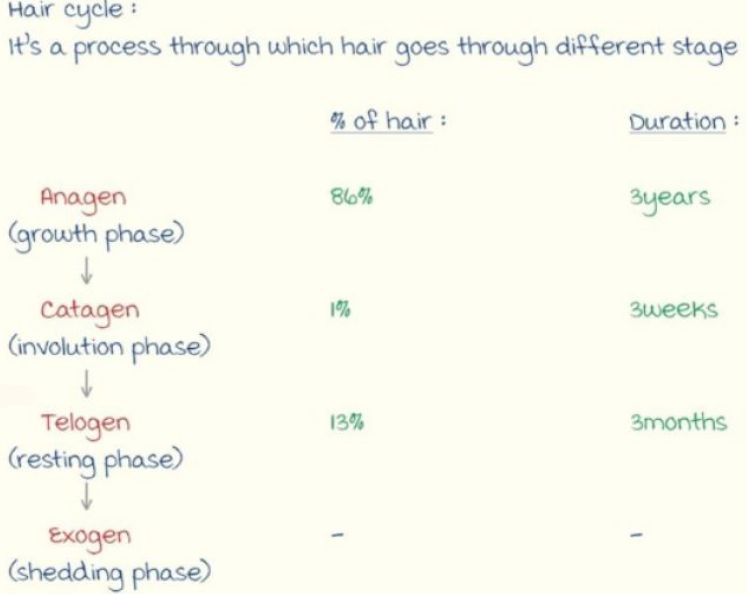 Hair cycle :
It's a process through which hair goes through different stage
% of hair : Duration :
Anagen 86% 3years
(growth phase)
↓
Catagen 1% 3weeks
(involution phase)
↓
Telogen 13% 3months
(resting phase)
↓
Exogen - -
(shedding phase)